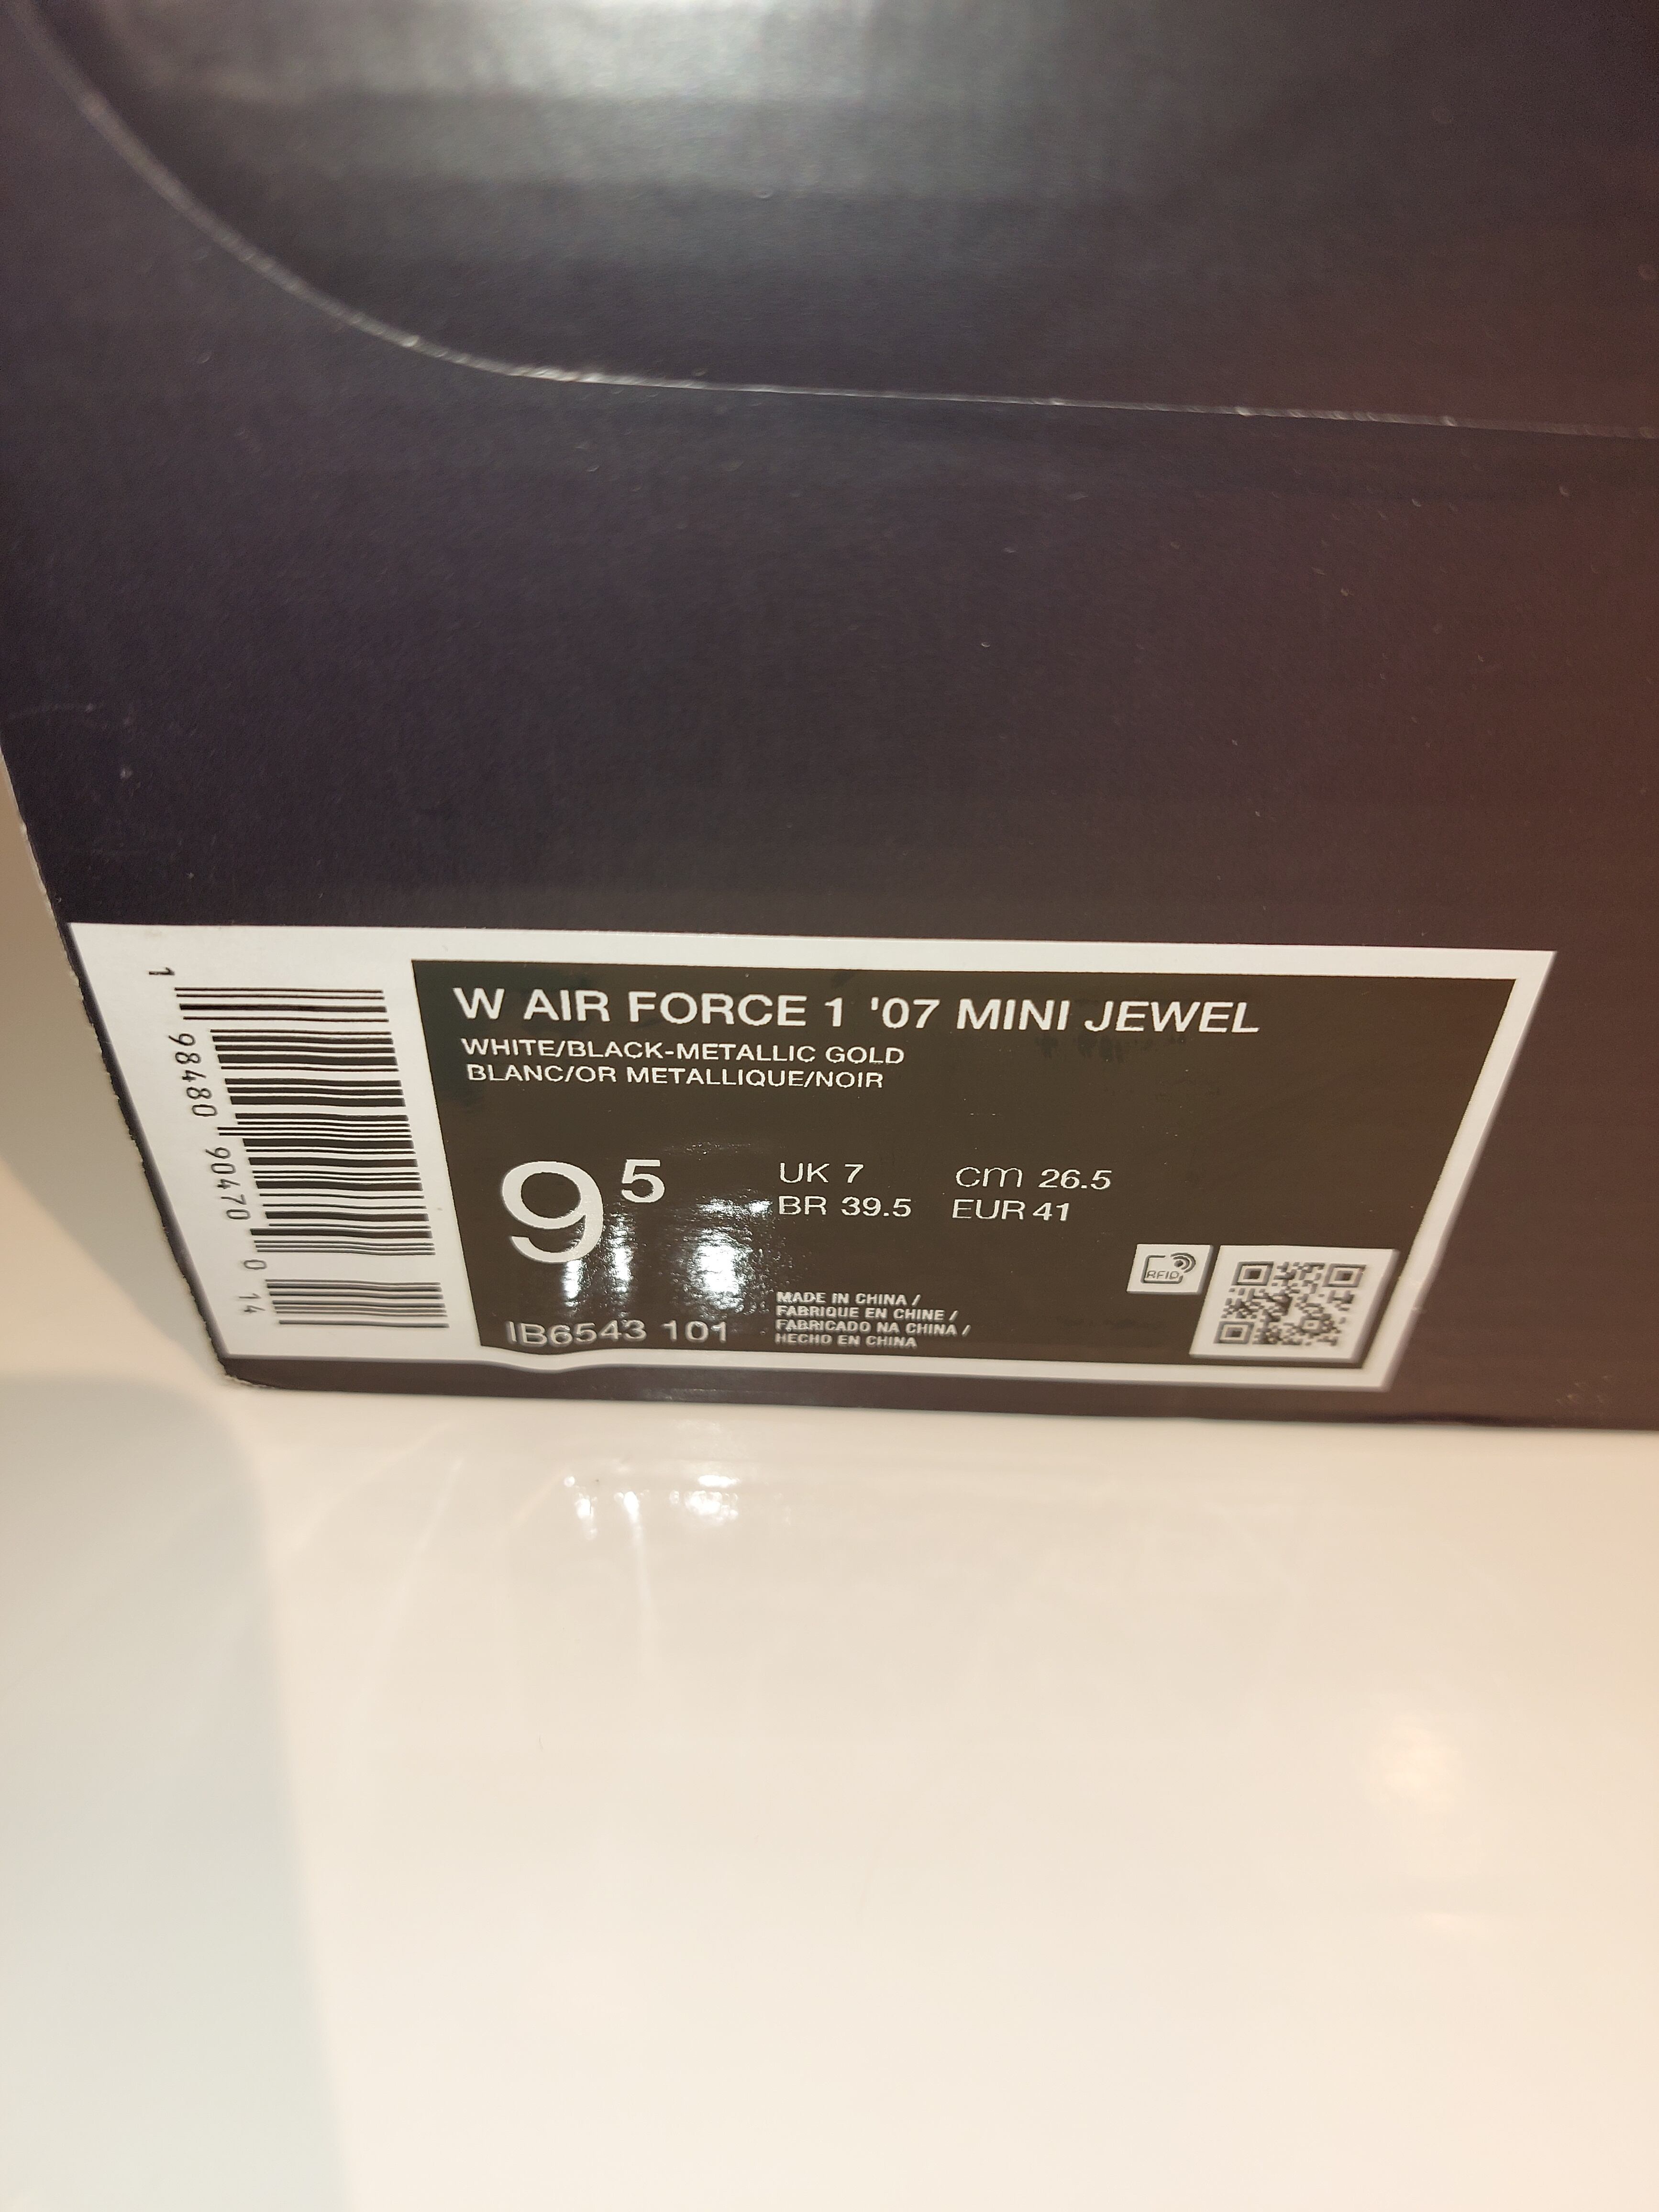 W AIR FORCE 1 '07 MINI JEWEL
WHITE/BLACK-METALLIC GOLD
BLANC/OR METALLIQUE/NOIR
9 5
UK 7 cm 26.5
BR 39.5 EUR 41
MADE IN CHINA /
FABRIQUE EN CHINE /
FABRICADO NA CHINA /
HECHO EN CHINA
IB6543 101
RFID
1 98480 90470 0 14